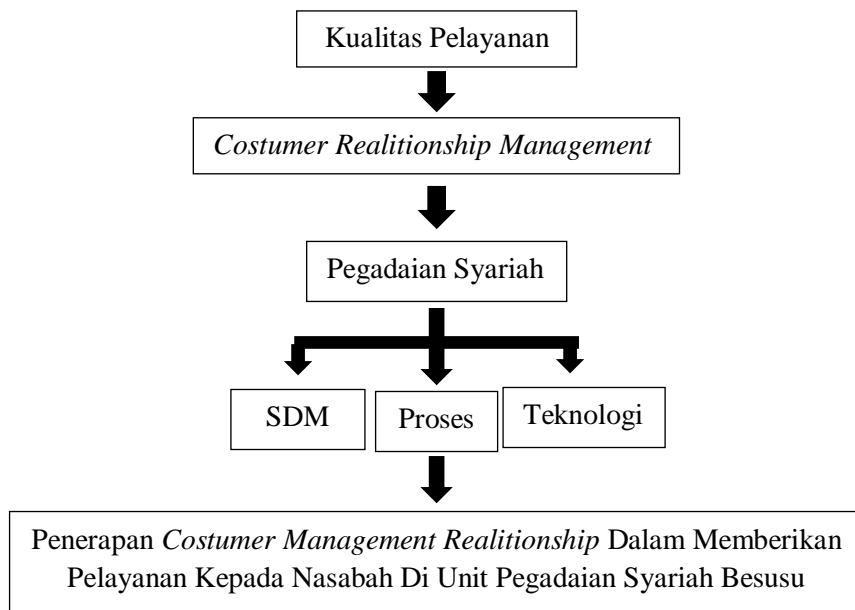 Kualitas Pelayanan
Costumer Realitionship Management
Pegadaian Syariah
SDM
Proses
Teknologi
Penerapan Costumer Management Realitionship Dalam Memberikan
Pelayanan Kepada Nasabah Di Unit Pegadaian Syariah Besusu